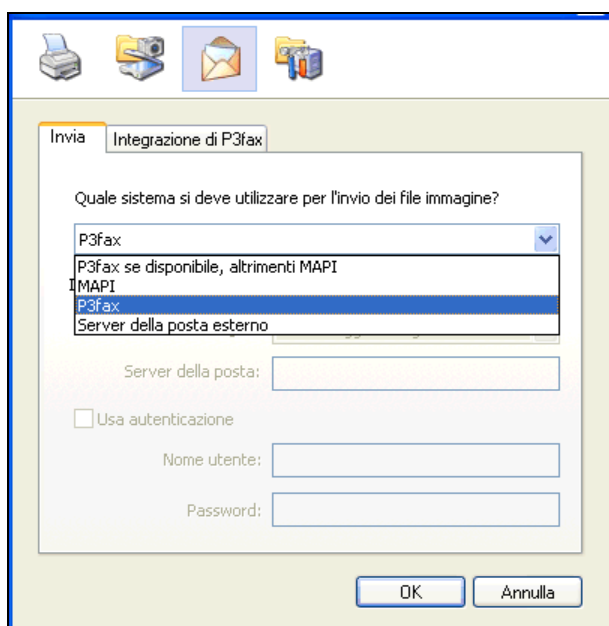 Invia
Integrazione di P3fax
Quale sistema si deve utilizzare per l'invio dei file immagine?
P3fax
P3fax se disponibile, altrimenti MAPI
MAPI
P3fax
Server della posta esterno
Server della posta:
Usa autenticazione
Nome utente:
Password:
OK
Annulla